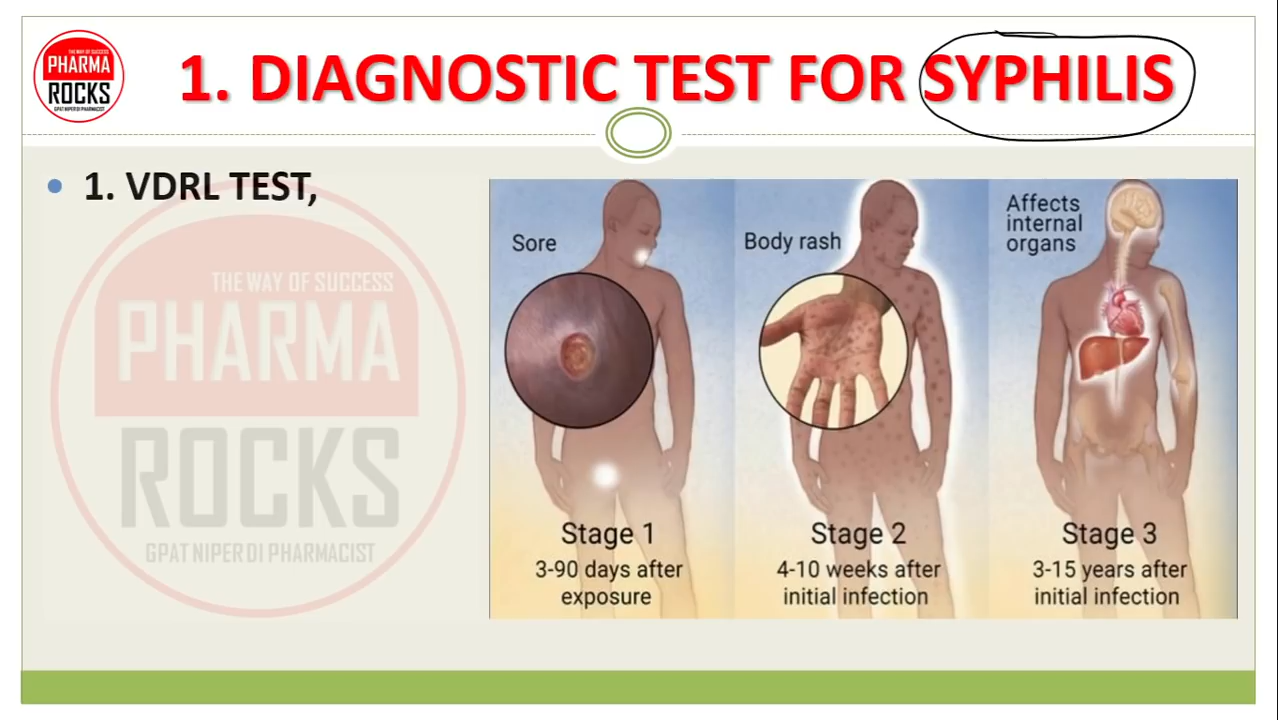 THE WAY OF SUCCESS
PHARMA
ROCKS
GPAT NIPER DI PHARMACIST
1. DIAGNOSTIC TEST FOR SYPHILIS
• 1. VDRL TEST,
THE WAY OF SUCCESS
PHARMA
ROCKS
GPAT NIPER DI PHARMACIST
Sore
Stage 1
3-90 days after
exposure
Body rash
Stage 2
4-10 weeks after
initial infection
Affects
internal
organs
Stage 3
3-15 years after
initial infection